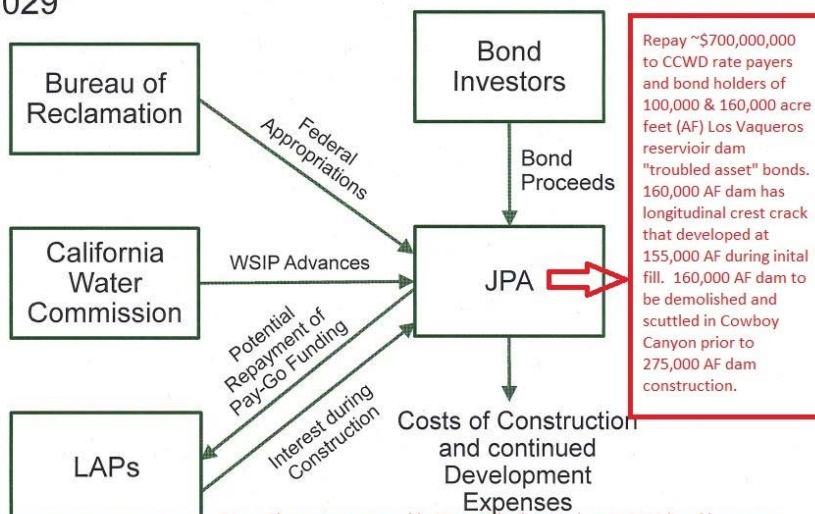 029
Bureau of
Reclamation
Bond
Investors
Federal
Appropriations
Bond
Proceeds
California
Water
Commission
WSIP Advances
JPA
Potential
Repayment of
Pay-Go Funding
Interest during
Construction
LAPs
Costs of Construction
and continued
Development
Expenses
Repay ~$700,000,000
to CCWD rate payers
and bond holders of
100,000 & 160,000 acre
feet (AF) Los Vaqueros
reservioir dam
"troubled asset" bonds.
160,000 AF dam has
longitudinal crest crack
that developed at
155,000 AF during inital
fill. 160,000 AF dam to
be demolished and
scuttled in Cowboy
Canyon prior to
275,000 AF dam
construction.